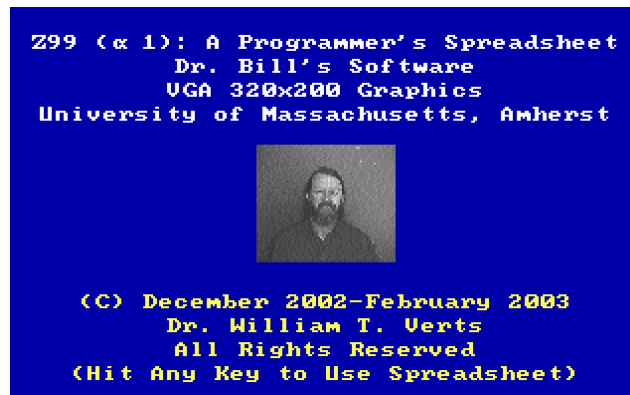 Z99 (α 1): A Programmer's Spreadsheet
Dr. Bill's Software
VGA 320x200 Graphics
University of Massachusetts, Amherst
(C) December 2002-February 2003
Dr. William T. Verts
All Rights Reserved
(Hit Any Key to Use Spreadsheet)